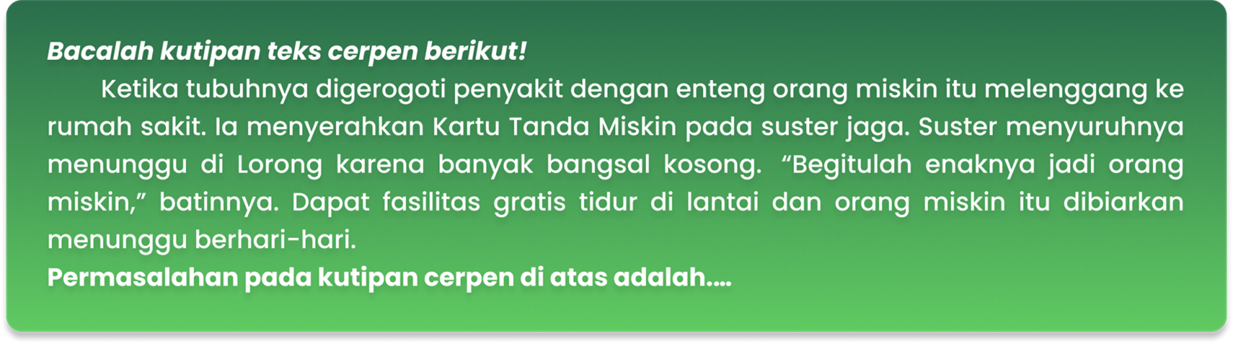 Bacalah kutipan teks cerpen berikut!
Ketika tubuhnya digerogoti penyakit dengan enteng orang miskin itu melenggang ke
rumah sakit. Ia menyerahkan Kartu Tanda Miskin pada suster jaga. Suster menyuruhnya
menunggu di Lorong karena banyak bangsal kosong. “Begitulah enaknya jadi orang
miskin,” batinnya. Dapat fasilitas gratis tidur di lantai dan orang miskin itu dibiarkan
menunggu berhari-hari.
Permasalahan pada kutipan cerpen di atas adalah....